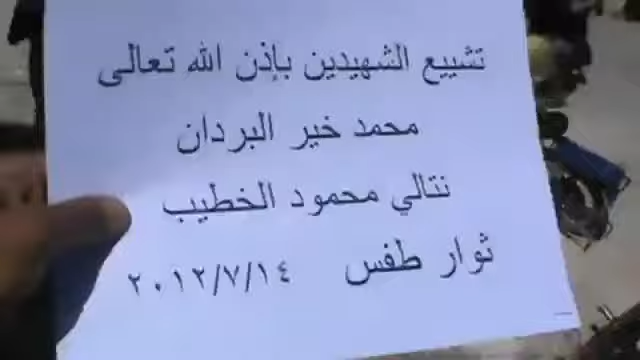 تشييع الشهيدين بإذن الله تعالى
محمد خير البردان
نتالي محمود الخطيب
ثوار طفس ٢٠١٢/٧/١٤